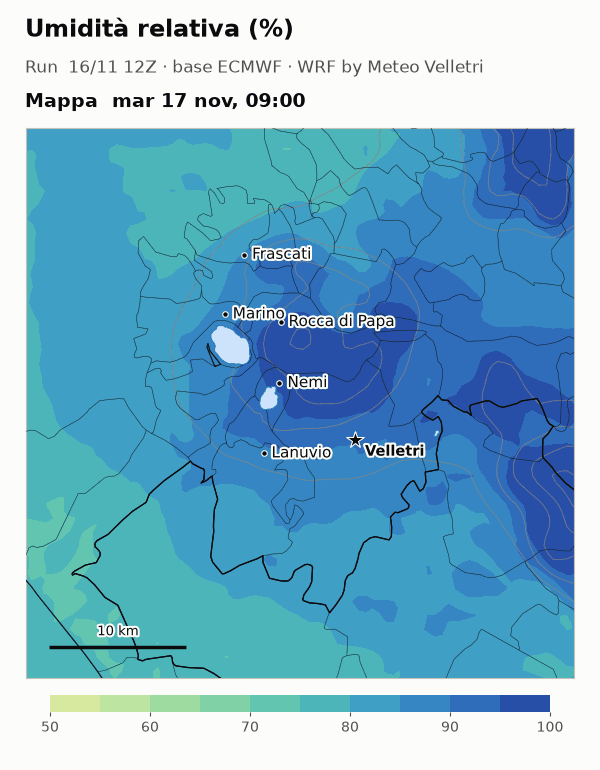 Umidità relativa (%)
Run  16/11 12Z · base ECMWF · WRF by Meteo Velletri
Mappa  mar 17 nov, 09:00
Frascati
Marino
Rocca di Papa
Nemi
Velletri
Lanuvio
10 km
50 60 70 80 90 100